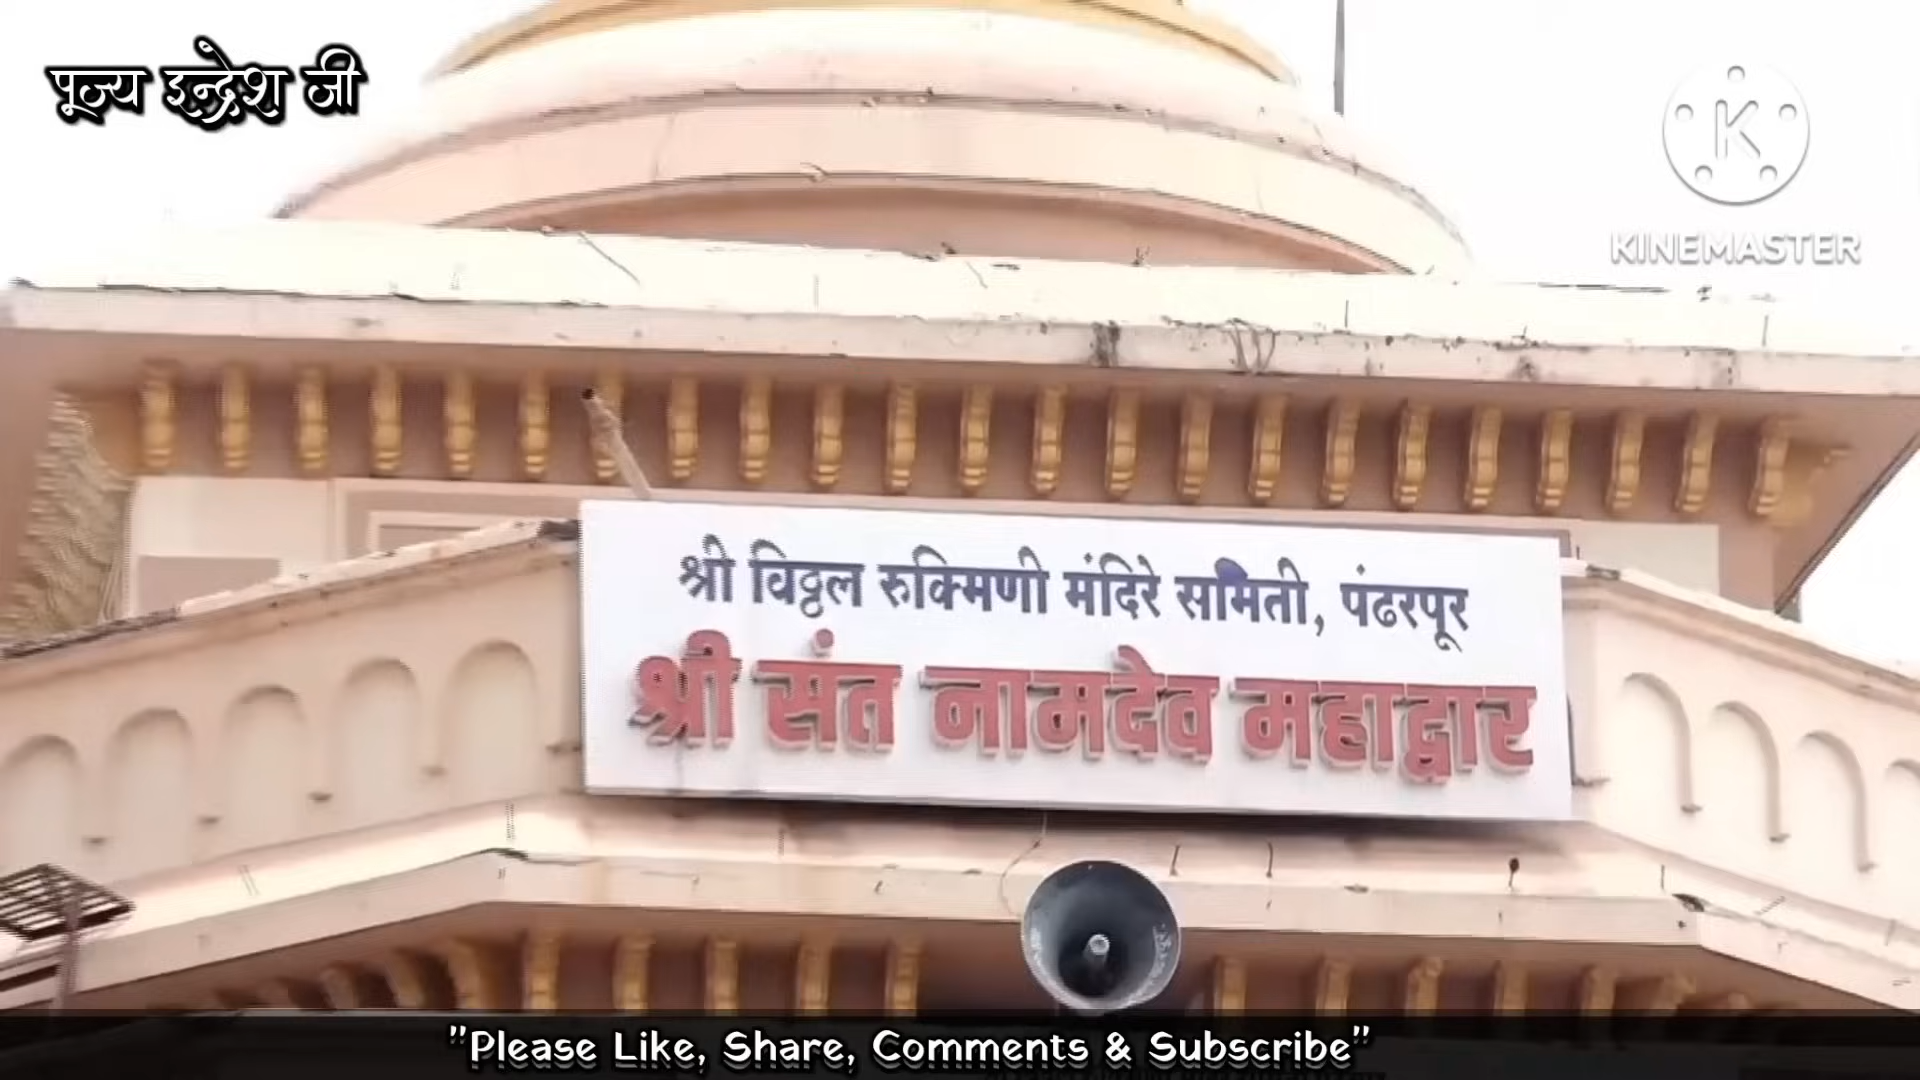 पूज्य इन्द्रेश जी
K
KINEMASTER
श्री विठ्ठल रुक्मिणी मंदिरे समिती, पंढरपूर
श्री संत नामदेव महाद्वार
"Please Like, Share, Comments & Subscribe"